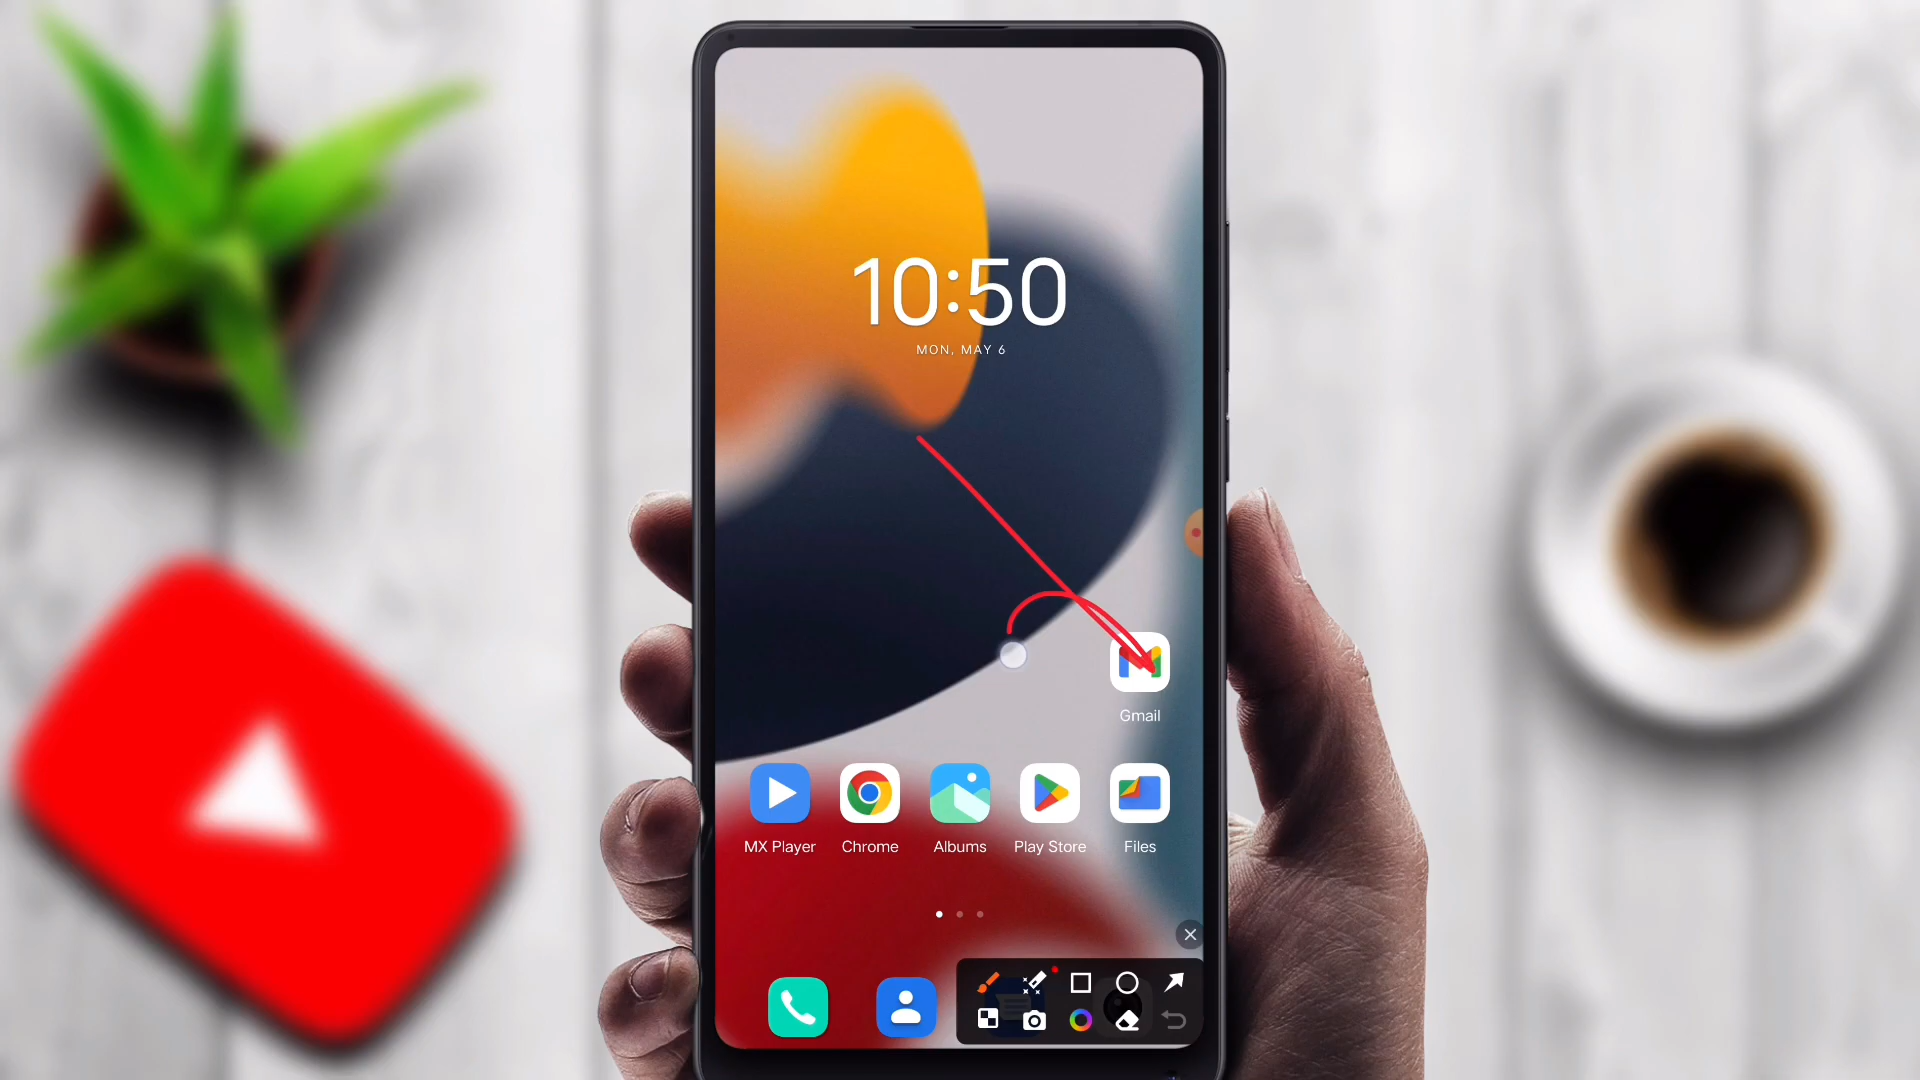 10:50
MON, MAY 6
Gmail
MX Player
Chrome
Albums
Play Store
Files